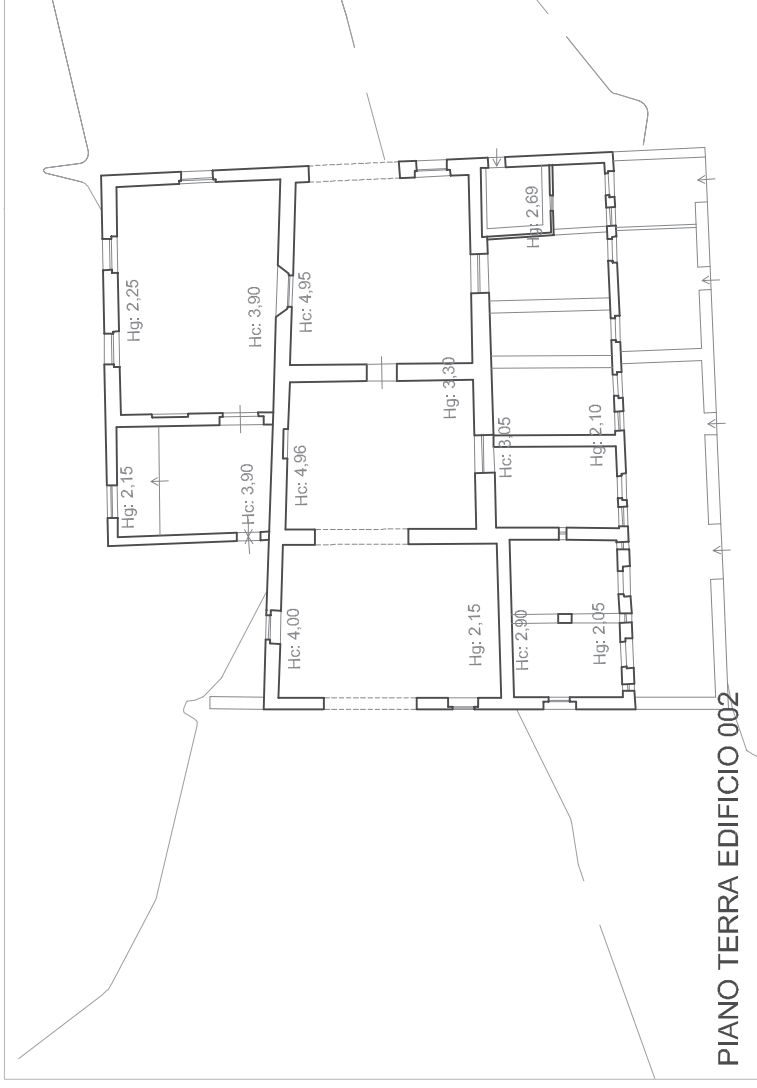 Hg: 2,15
Hg: 2,25
Hc: 3,90
Hc: 3,90
Hc: 4,00
Hc: 4,96
Hc: 4,95
Hg: 2,15
Hg: 3,30
Hc: 2,90
Hc: 3,05
Hg: 2,69
Hg: 2,05
Hg: 2,10
PIANO TERRA EDIFICIO 002